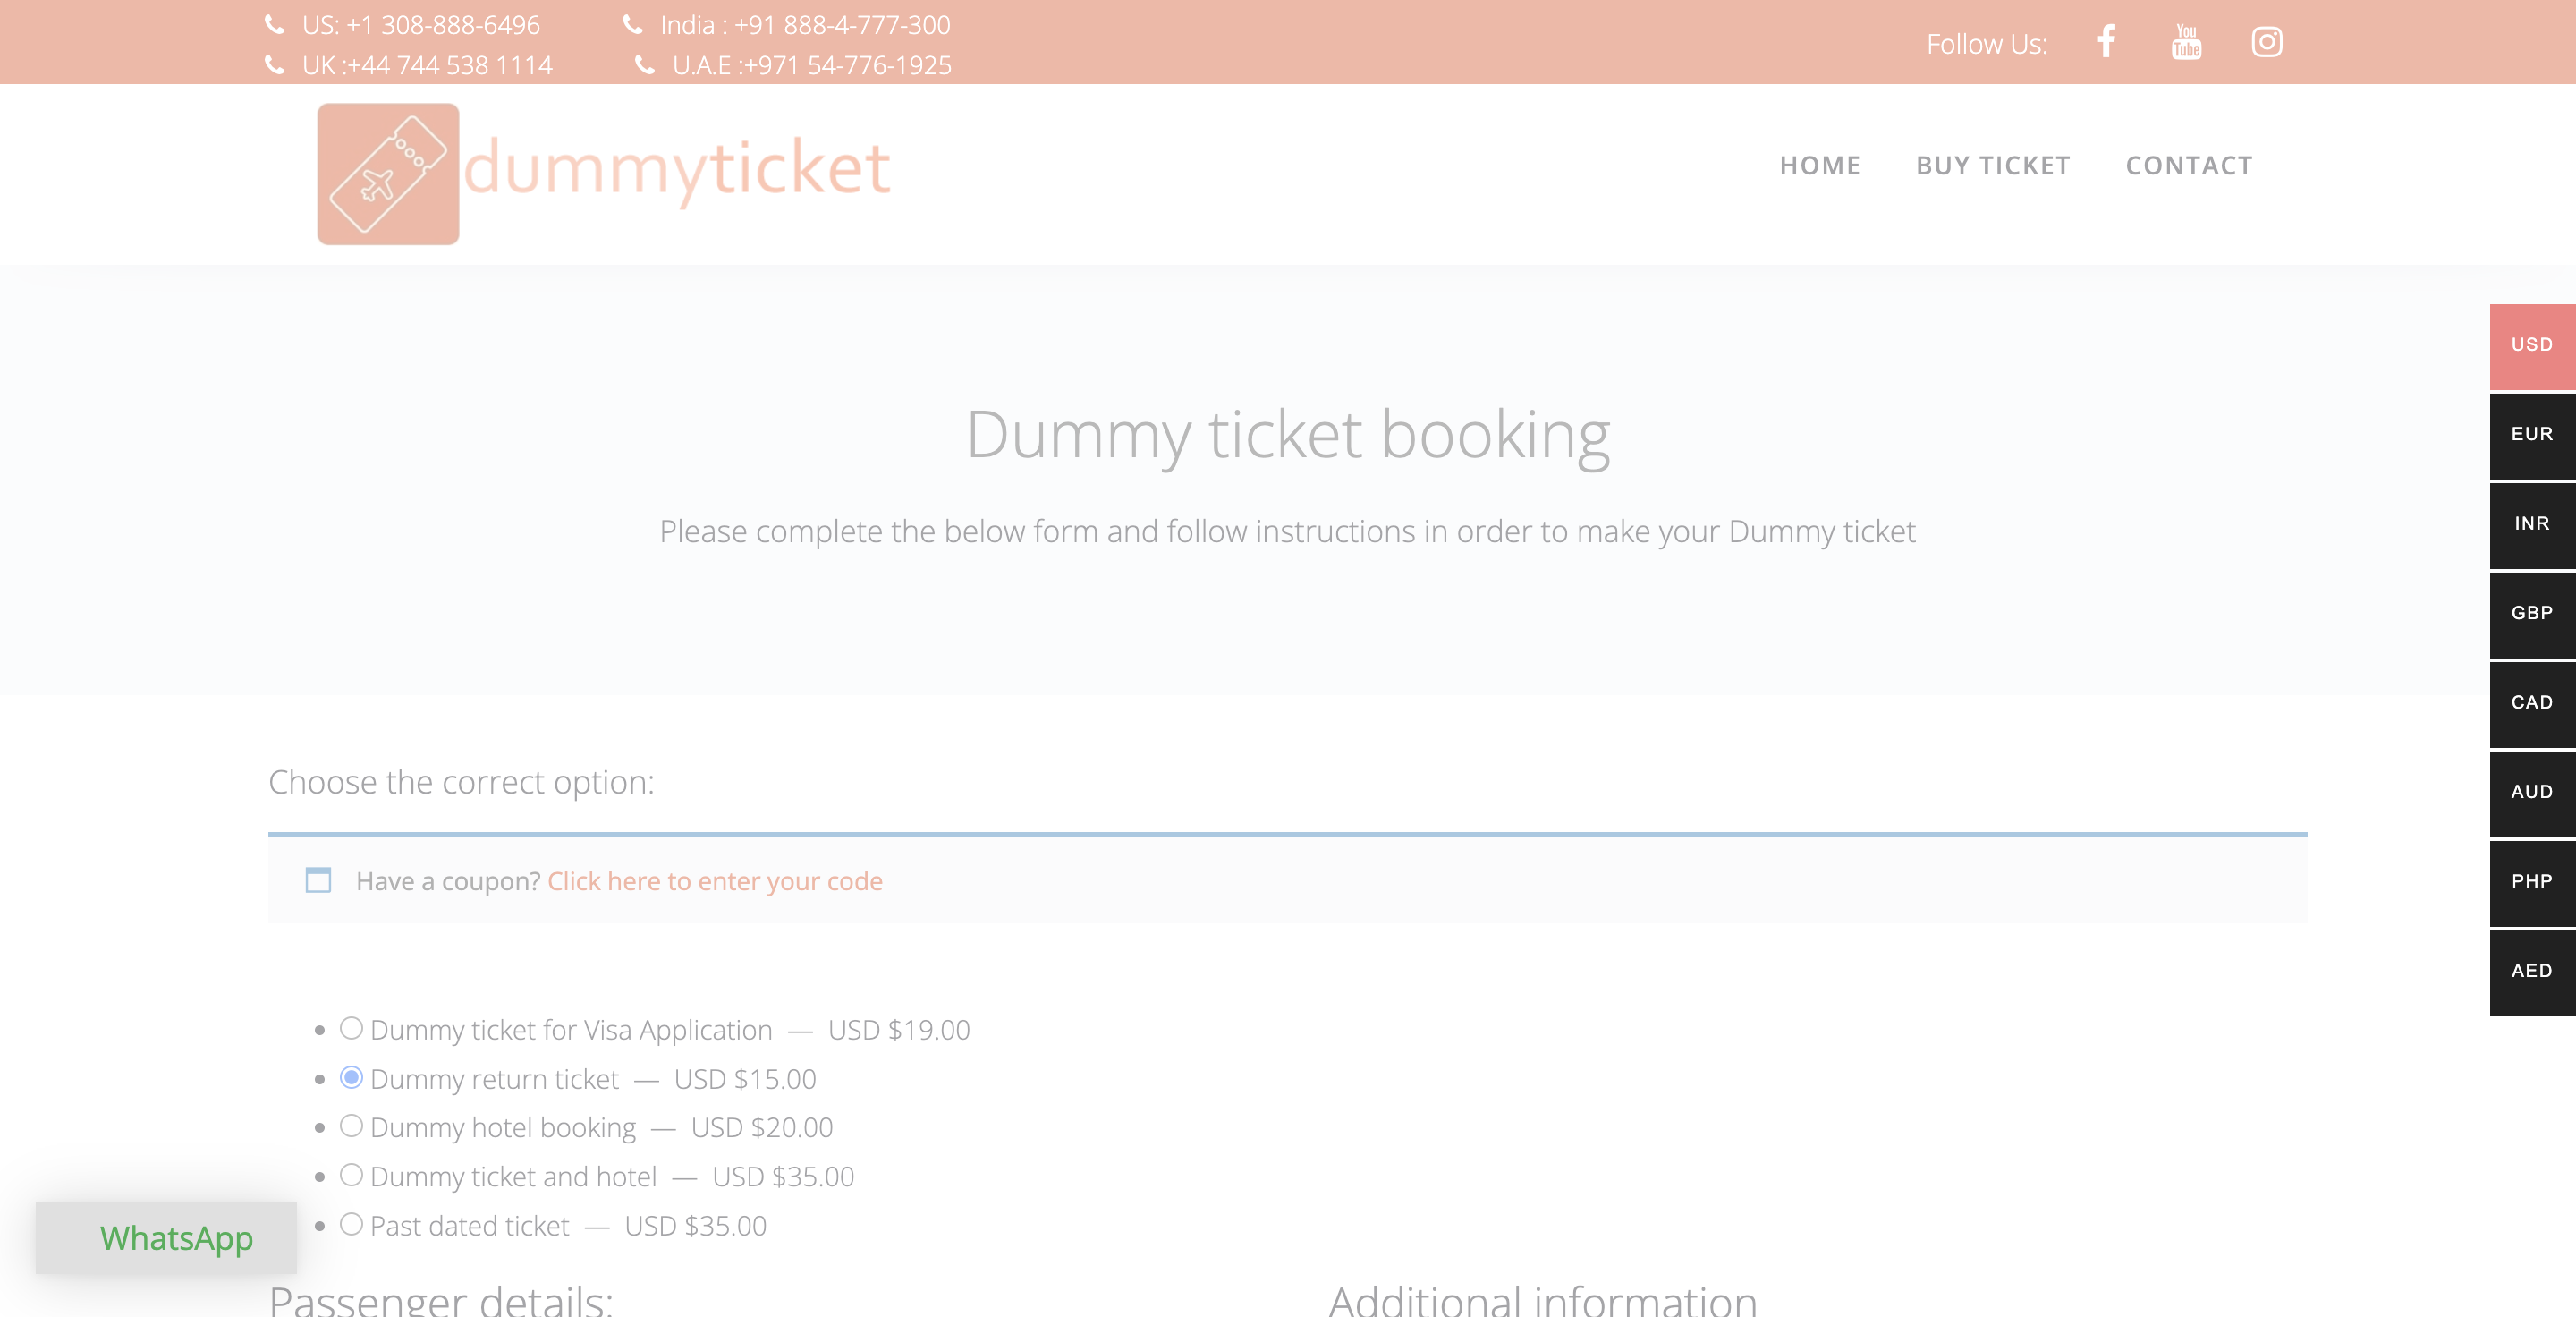 US: +1 308-888-6496
India : +91 888-4-777-300
UK :+44 744 538 1114
U.A.E :+971 54-776-1925
Follow Us:
You
Tube
dummyticket
HOME
BUY TICKET
CONTACT
Dummy ticket booking
Please complete the below form and follow instructions in order to make your Dummy ticket
USD
EUR
INR
GBP
CAD
AUD
PHP
AED
Choose the correct option:
Have a coupon? Click here to enter your code
Dummy ticket for Visa Application — USD $19.00
Dummy return ticket — USD $15.00
Dummy hotel booking — USD $20.00
Dummy ticket and hotel — USD $35.00
Past dated ticket — USD $35.00
WhatsApp
Passenger details:
Additional information